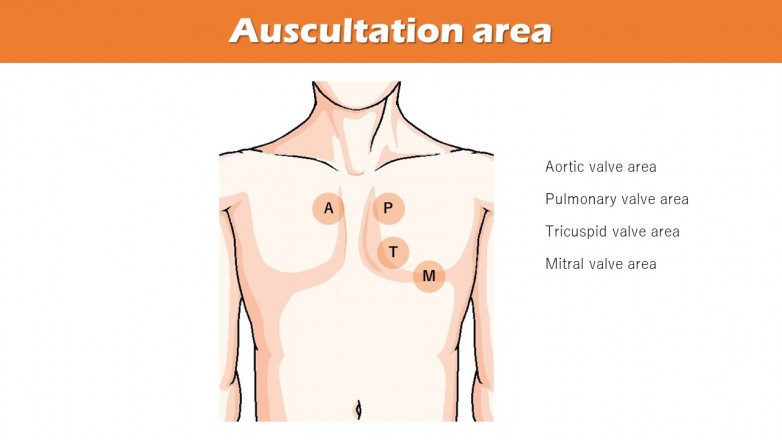 Auscultation area
A
P
T
M
Aortic valve area
Pulmonary valve area
Tricuspid valve area
Mitral valve area